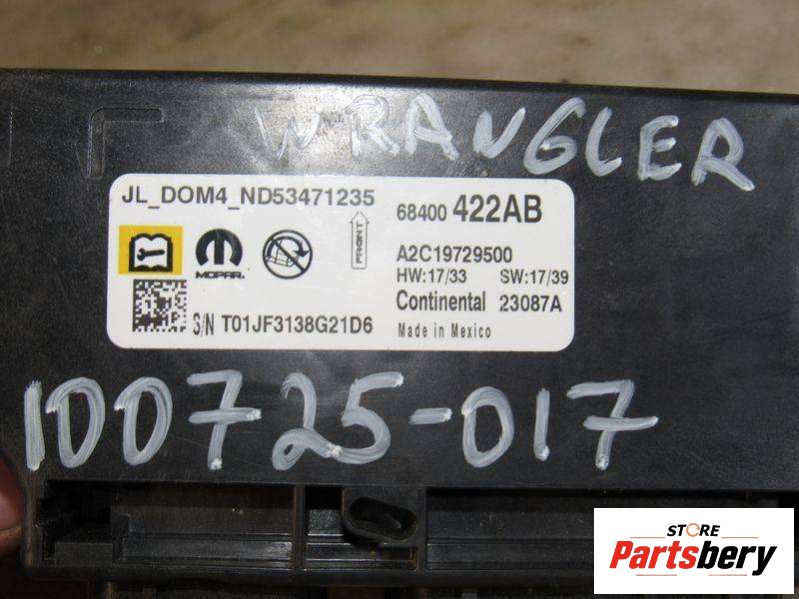 WRANGLER
JL_DOM4_ND53471235
68400 422AB
FRONT
MOPAR.
A2C19729500
HW:17/33 SW:17/39
Continental 23087A
S/N T01JF3138G21D6
Made in Mexico
100725-017
STORE
Partsbery